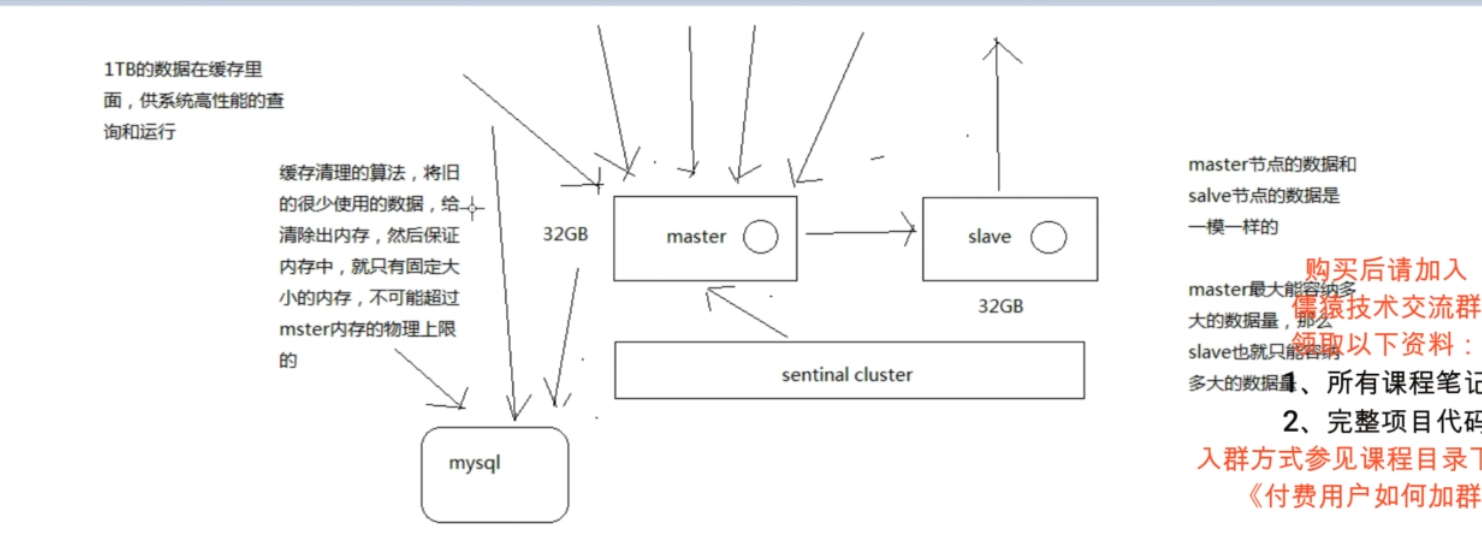 1TB的数据在缓存里
面，供系统高性能的查
询和运行
缓存清理的算法，将旧
的很少使用的数据，给
清除出内存，然后保证
内存中，就只有固定大
小的内存，不可能超过
mster内存的物理上限
的
32GB
master
slave
32GB
sentinal cluster
mysql
master节点的数据和
salve节点的数据是
一模一样的
master最大能容纳多
大的数据量，那么
slave也就只能容纳
多大的数据量
购买后请加入
儒猿技术交流群
领取以下资料：
1、所有课程笔记
2、完整项目代码
入群方式参见课程目录下
《付费用户如何加群